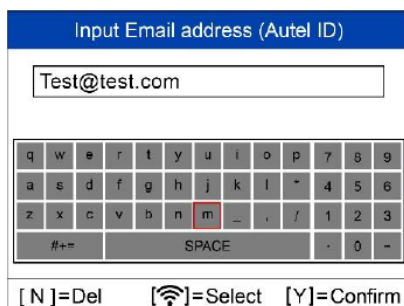 Input Email address (Autel ID)
Test@test.com
q w e r t y u i o p 7 8 9
a s d f g h j k l * 4 5 6
z x c v b n m _ , / 1 2 3
#+= SPACE . 0 -
[N]=Del []=Select [Y]=Confirm